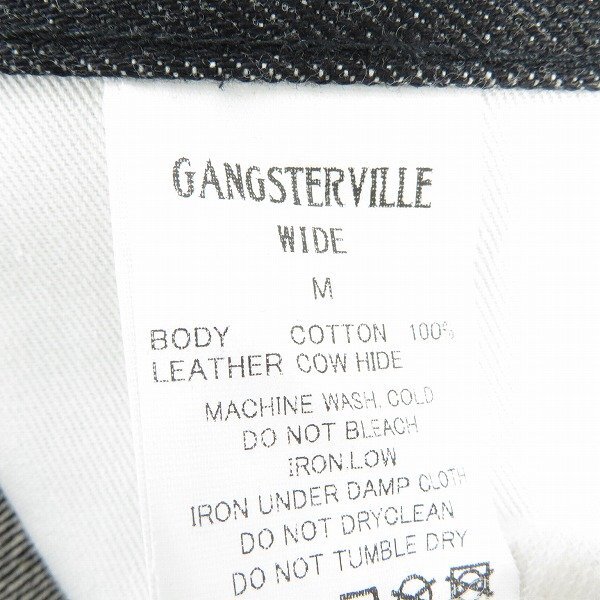 GANGSTERVILLE
WIDE
M
BODY COTTON 100%
LEATHER COW HIDE
MACHINE WASH. COLD
DO NOT BLEACH
IRON.LOW
IRON UNDER DAMP CLOTH
DO NOT DRYCLEAN
DO NOT TUMBLE DRY